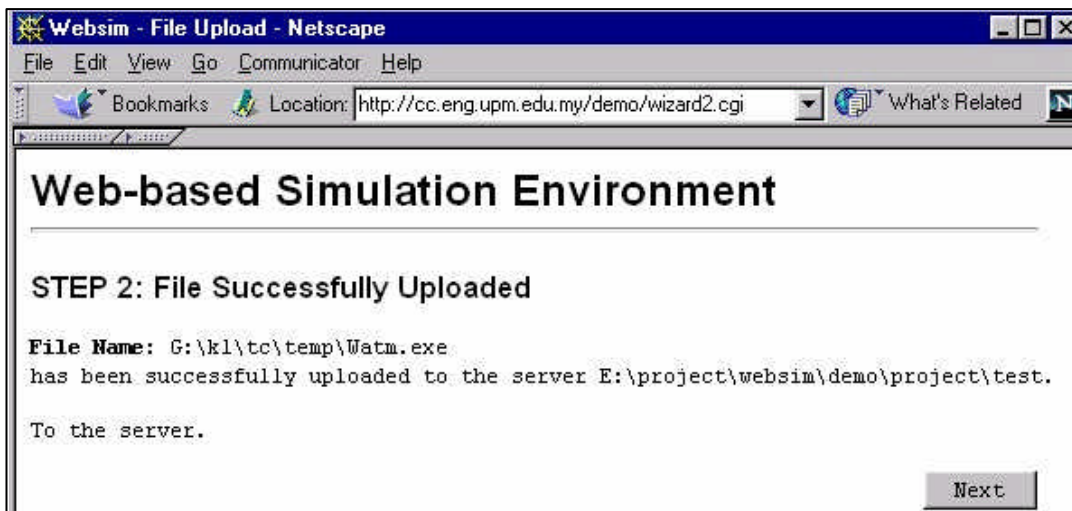 Websim - File Upload - Netscape
File Edit View Go Communicator Help
Bookmarks Location: http://cc.eng.upm.edu.my/demo/wizard2.cgi What's Related N
Web-based Simulation Environment
STEP 2: File Successfully Uploaded
File Name: G:\kl\tc\temp\Watm.exe
has been successfully uploaded to the server E:\project\websim\demo\project\test.
To the server.
Next